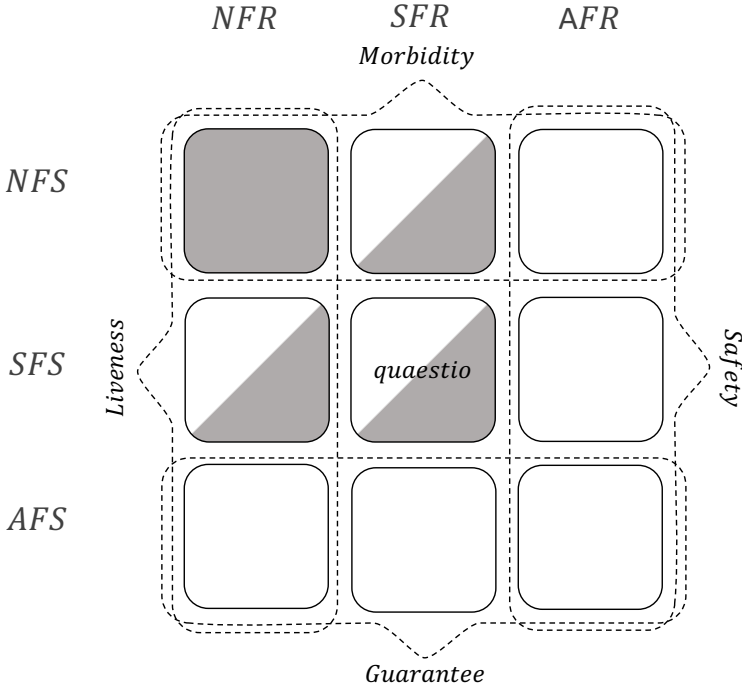 NFR SFR AFR
Morbidity
NFS
Liveness
SFS
quaestio
Safety
AFS
Guarantee